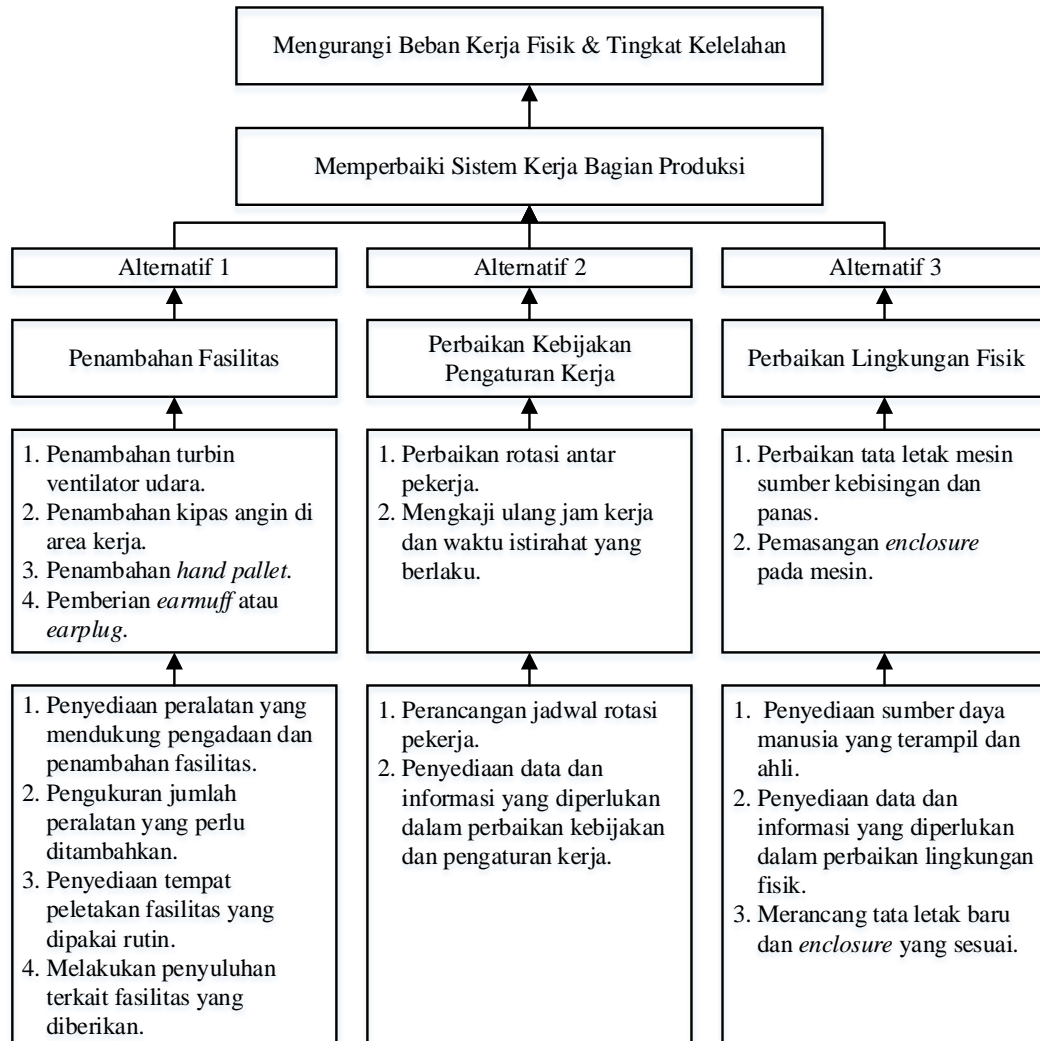 Mengurangi Beban Kerja Fisik & Tingkat Kelelahan
Memperbaiki Sistem Kerja Bagian Produksi
Alternatif 1
Alternatif 2
Alternatif 3
Penambahan Fasilitas
Perbaikan Kebijakan
Pengaturan Kerja
Perbaikan Lingkungan Fisik
1. Penambahan turbin
ventilator udara.
2. Penambahan kipas angin di
area kerja.
3. Penambahan hand pallet.
4. Pemberian earmuff atau
earplug.
1. Perbaikan rotasi antar
pekerja.
2. Mengkaji ulang jam kerja
dan waktu istirahat yang
berlaku.
1. Perbaikan tata letak mesin
sumber kebisingan dan
panas.
2. Pemasangan enclosure
pada mesin.
1. Penyediaan peralatan yang
mendukung pengadaan dan
penambahan fasilitas.
2. Pengukuran jumlah
peralatan yang perlu
ditambahkan.
3. Penyediaan tempat
peletakan fasilitas yang
dipakai rutin.
4. Melakukan penyuluhan
terkait fasilitas yang
diberikan.
1. Perancangan jadwal rotasi
pekerja.
2. Penyediaan data dan
informasi yang diperlukan
dalam perbaikan kebijakan
dan pengaturan kerja.
1. Penyediaan sumber daya
manusia yang terampil dan
ahli.
2. Penyediaan data dan
informasi yang diperlukan
dalam perbaikan lingkungan
fisik.
3. Merancang tata letak baru
dan enclosure yang sesuai.